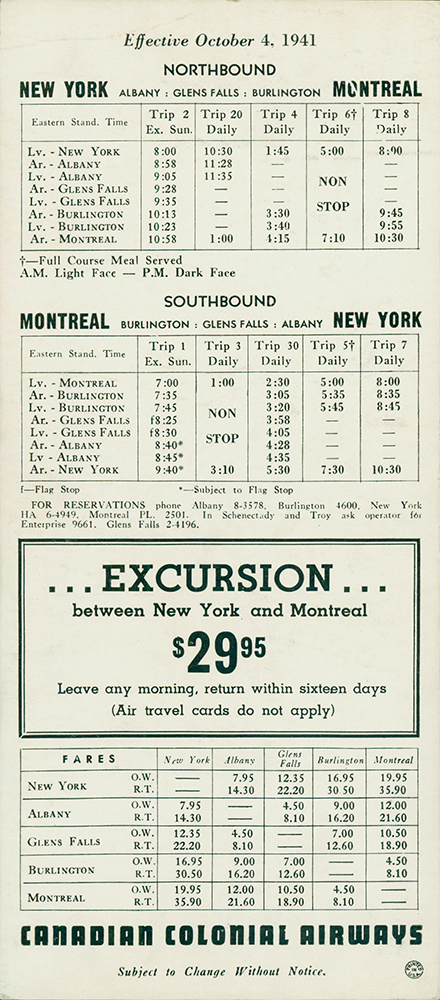 Effective October 4, 1941
NORTHBOUND
NEW YORK ALBANY : GLENS FALLS : BURLINGTON MONTREAL
Eastern Stand. Time Trip 2 Ex. Sun. Trip 20 Daily Trip 4 Daily Trip 6† Daily Trip 8 Daily
Lv. - NEW YORK 8:00 10:30 1:45 5:00 8:00
Ar. - ALBANY 8:58 11:28 — —
Lv. - ALBANY 9:05 11:35 — NON —
Ar. - GLENS FALLS 9:28 — — —
Lv. - GLENS FALLS 9:35 — — STOP —
Ar. - BURLINGTON 10:13 — 3:30 9:45
Lv. - BURLINGTON 10:23 — 3:40 9:55
Ar. - MONTREAL 10:58 1:00 4:15 7:10 10:30
†—Full Course Meal Served
A.M. Light Face — P.M. Dark Face
SOUTHBOUND
MONTREAL BURLINGTON : GLENS FALLS : ALBANY NEW YORK
Eastern Stand. Time Trip 1 Ex. Sun. Trip 3 Daily Trip 30 Daily Trip 5† Daily Trip 7 Daily
Lv. - MONTREAL 7:00 1:00 2:30 5:00 8:00
Ar. - BURLINGTON 7:35 3:05 5:35 8:35
Lv. - BURLINGTON 7:45 NON 3:20 5:45 8:45
Ar. - GLENS FALLS f8:25 3:58 — —
Lv. - GLENS FALLS f8:30 STOP 4:05 — —
Ar. - ALBANY 8:40* 4:28 — —
Lv - ALBANY 8:45* 4:35 — —
Ar. - NEW YORK 9:40* 3:10 5:30 7:30 10:30
f—Flag Stop *—Subject to Flag Stop
FOR RESERVATIONS phone Albany 8-3578, Burlington 4600, New York
HA 6-4949, Montreal PL. 2501. In Schenectady and Troy ask operator for
Enterprise 9661. Glens Falls 2-4196.
...EXCURSION...
between New York and Montreal
$29.95
Leave any morning, return within sixteen days
(Air travel cards do not apply)
FARES New York Albany Glens Falls Burlington Montreal
NEW YORK O.W. — 7.95 12.35 16.95 19.95
R.T. — 14.30 22.20 30 50 35.90
ALBANY O.W. 7.95 — 4.50 9.00 12.00
R.T. 14.30 — 8.10 16.20 21.60
GLENS FALLS O.W. 12.35 4.50 — 7.00 10.50
R.T. 22.20 8.10 — 12.60 18.90
BURLINGTON O.W. 16.95 9.00 7.00 — 4.50
R.T. 30.50 16.20 12.60 — 8.10
MONTREAL O.W. 19.95 12.00 10.50 4.50 —
R.T. 35.90 21.60 18.90 8.10 —
CANADIAN COLONIAL AIRWAYS
Subject to Change Without Notice.
PRINTED IN U.S.A.